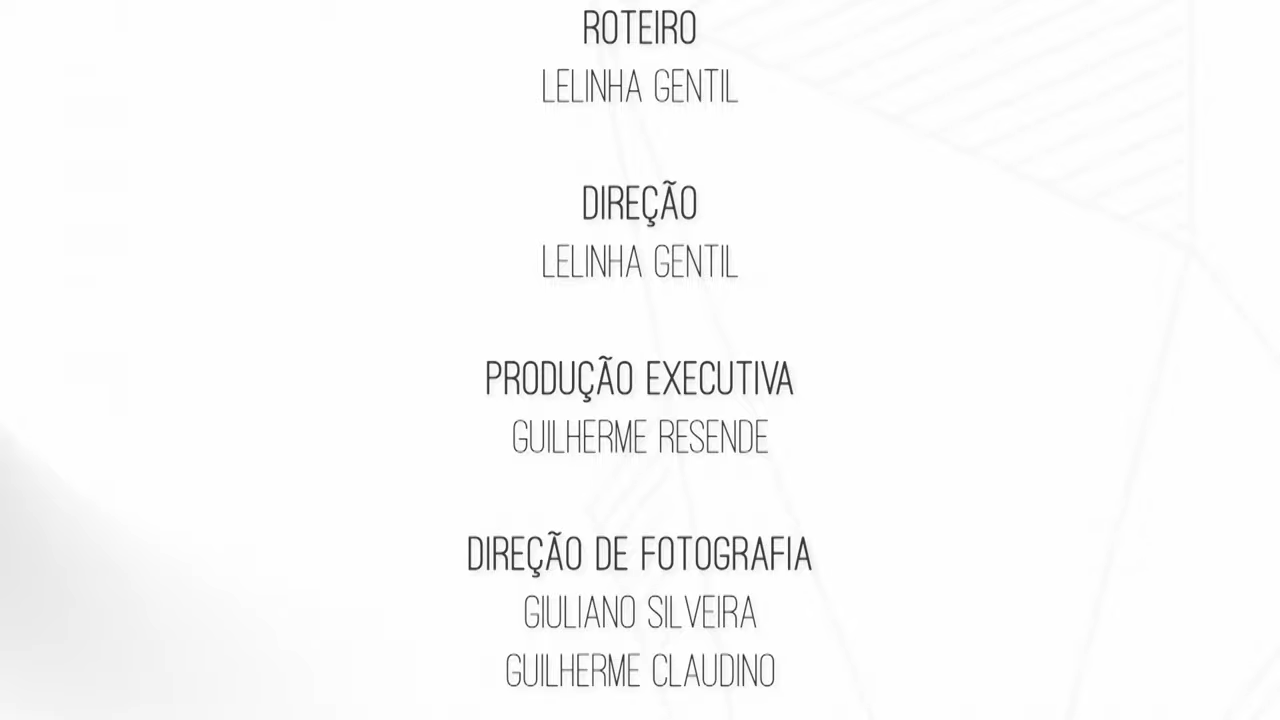 ROTEIRO
LELINHA GENTIL
DIREÇÃO
LELINHA GENTIL
PRODUÇÃO EXECUTIVA
GUILHERME RESENDE
DIREÇÃO DE FOTOGRAFIA
GIULIANO SILVEIRA
GUILHERME CLAUDINO